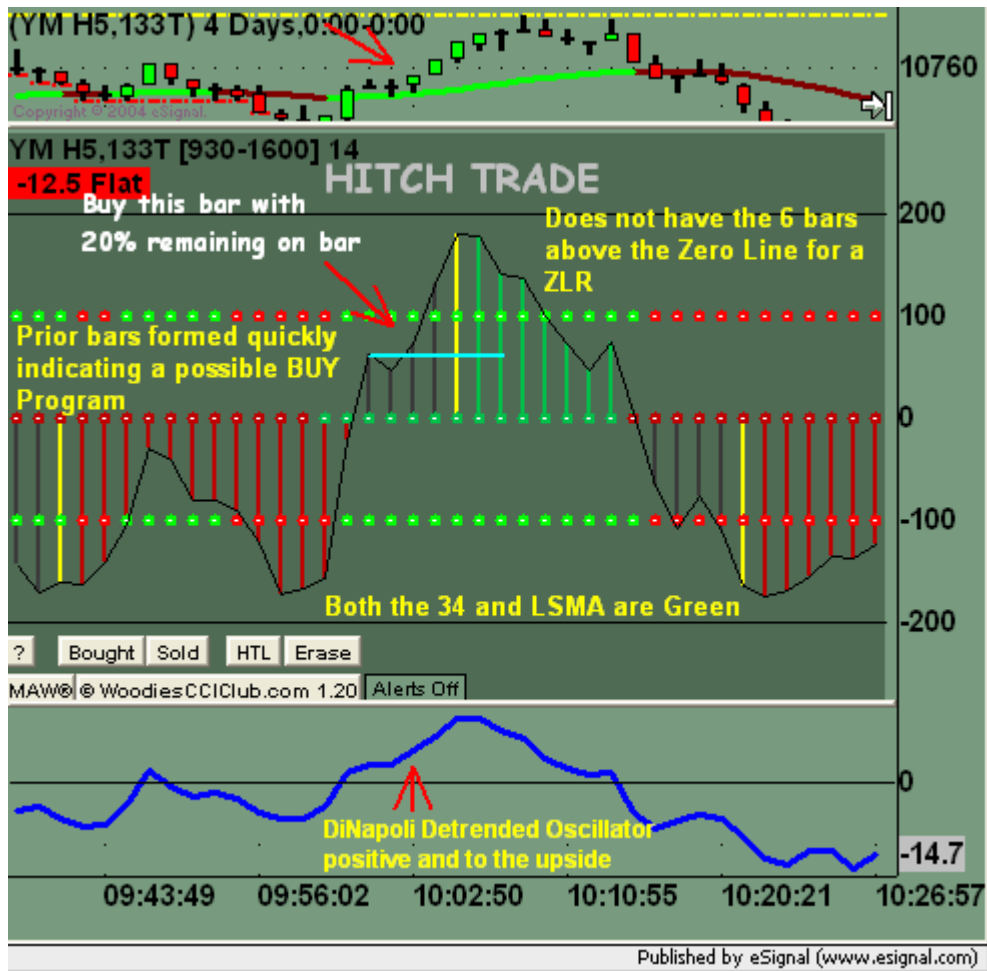 (YM H5,133T) 4 Days,0:00-0:00
10760
Copyright © 2004 eSignal.
YM H5,133T [930-1600] 14
-12.5 Flat
HITCH TRADE
Buy this bar with
20% remaining on bar
Does not have the 6 bars
above the Zero Line for a
ZLR
200
100
Prior bars formed quickly
indicating a possible BUY
Program
0
-100
Both the 34 and LSMA are Green
-200
? Bought Sold HTL Erase
MAW® © WoodiesCCIClub.com 1.20 Alerts Off
0
DiNapoli Detrended Oscillator
positive and to the upside
-14.7
09:43:49 09:56:02 10:02:50 10:10:55 10:20:21 10:26:57
Published by eSignal (www.esignal.com)